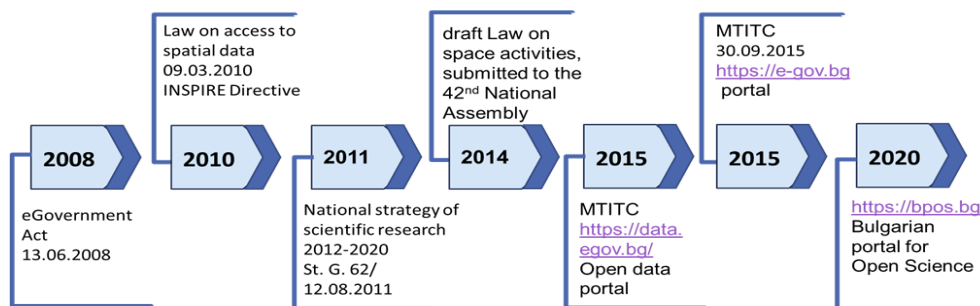 2008
eGovernment
Act
13.06.2008
Law on access to
spatial data
09.03.2010
INSPIRE Directive
2010
2011
National strategy of
scientific research
2012-2020
St. G. 62/
12.08.2011
draft Law on
space activities,
submitted to the
42nd National
Assembly
2014
2015
MTITC
https://data.
egov.bg/
Open data
portal
MTITC
30.09.2015
https://e-gov.bg
portal
2015
2020
https://bpos.bg
Bulgarian
portal for
Open Science